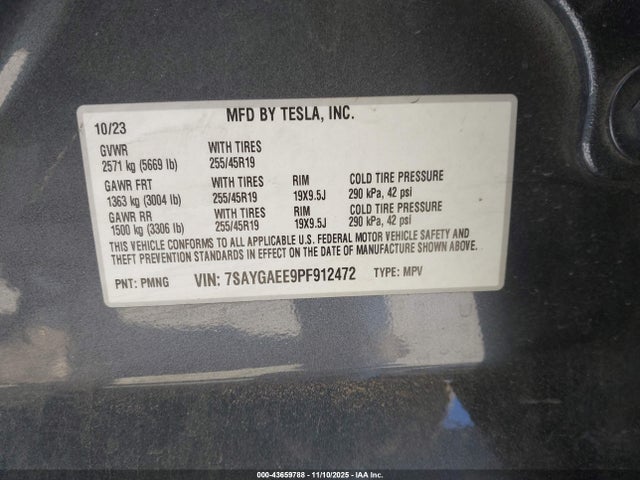 MFD BY TESLA, INC.
10/23
GVWR WITH TIRES
2571 kg (5669 lb) 255/45R19
GAWR FRT WITH TIRES RIM COLD TIRE PRESSURE
1363 kg (3004 lb) 255/45R19 19X9.5J 290 kPa, 42 psi
GAWR RR WITH TIRES RIM COLD TIRE PRESSURE
1500 kg (3306 lb) 255/45R19 19X9.5J 290 kPa, 42 psi
THIS VEHICLE CONFORMS TO ALL APPLICABLE U.S. FEDERAL MOTOR VEHICLE SAFETY AND
THEFT PREVENTION STANDARDS IN EFFECT ON THE DATE OF MANUFACTURE SHOWN ABOVE.
PNT: PMNG VIN: 7SAYGAEE9PF912472 TYPE: MPV
000-43659788 - 11/10/2025 - IAA Inc.